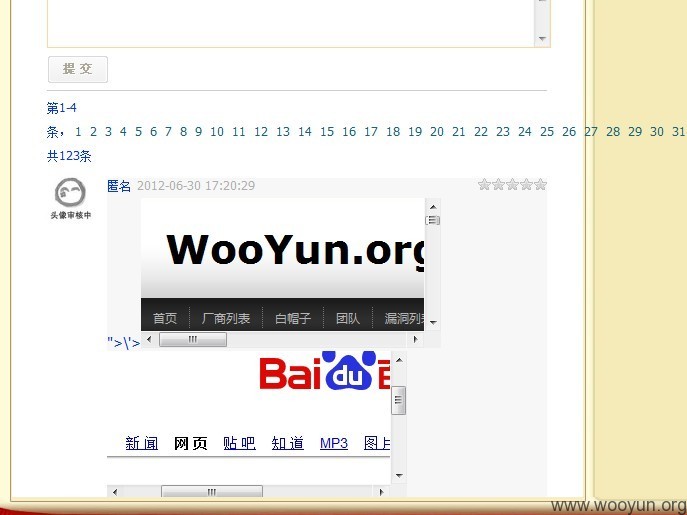 提 交
第1-4
条，1 2 3 4 5 6 7 8 9 10 11 12 13 14 15 16 17 18 19 20 21 22 23 24 25 26 27 28 29 30 31
共123条
匿名 2012-06-30 17:20:29
头像审核中
WooYun.org
首页 厂商列表 白帽子 团队 漏洞列
">\'>
Bai du 百
新 闻 网 页 贴 吧 知 道 MP3 图 片
www.wooyun.org